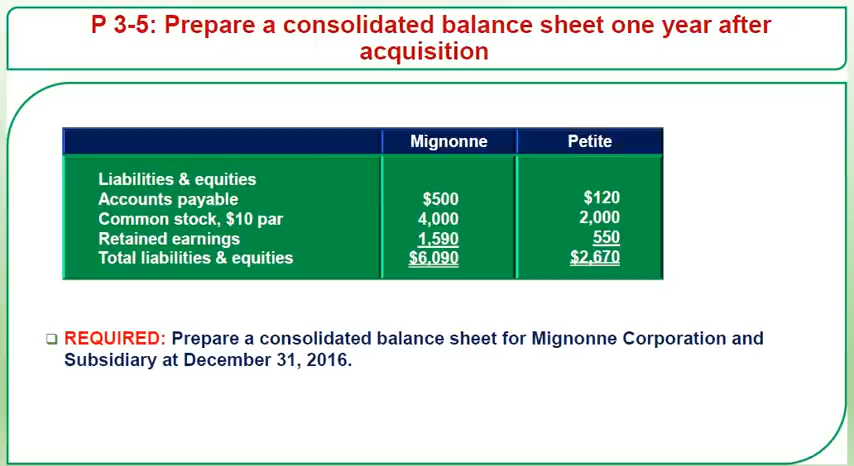 P 3-5: Prepare a consolidated balance sheet one year after
acquisition
Mignonne Petite
Liabilities & equities
Accounts payable $500 $120
Common stock, $10 par 4,000 2,000
Retained earnings 1,590 550
Total liabilities & equities $6,090 $2,670
REQUIRED: Prepare a consolidated balance sheet for Mignonne Corporation and
Subsidiary at December 31, 2016.